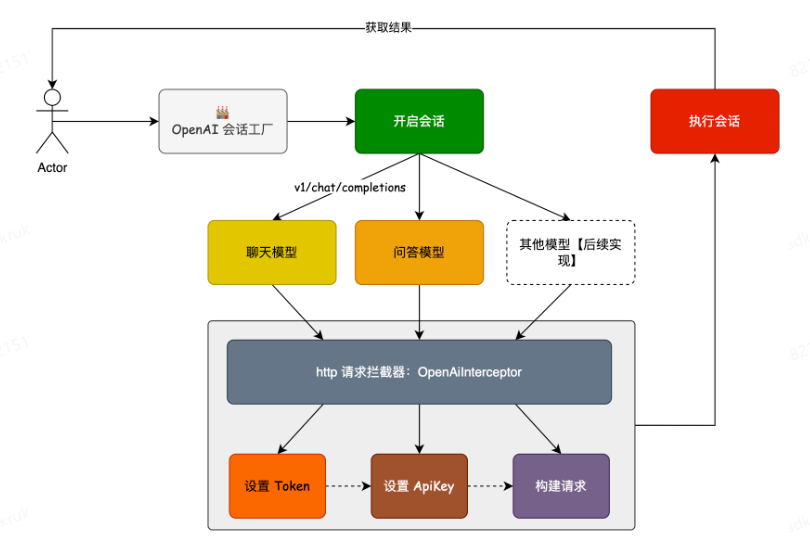 获取结果
OpenAI 会话工厂
开启会话
执行会话
Actor
v1/chat/completions
聊天模型
问答模型
其他模型【后续实
现】
http 请求拦截器：OpenAiInterceptor
设置 Token
设置 ApiKey
构建请求